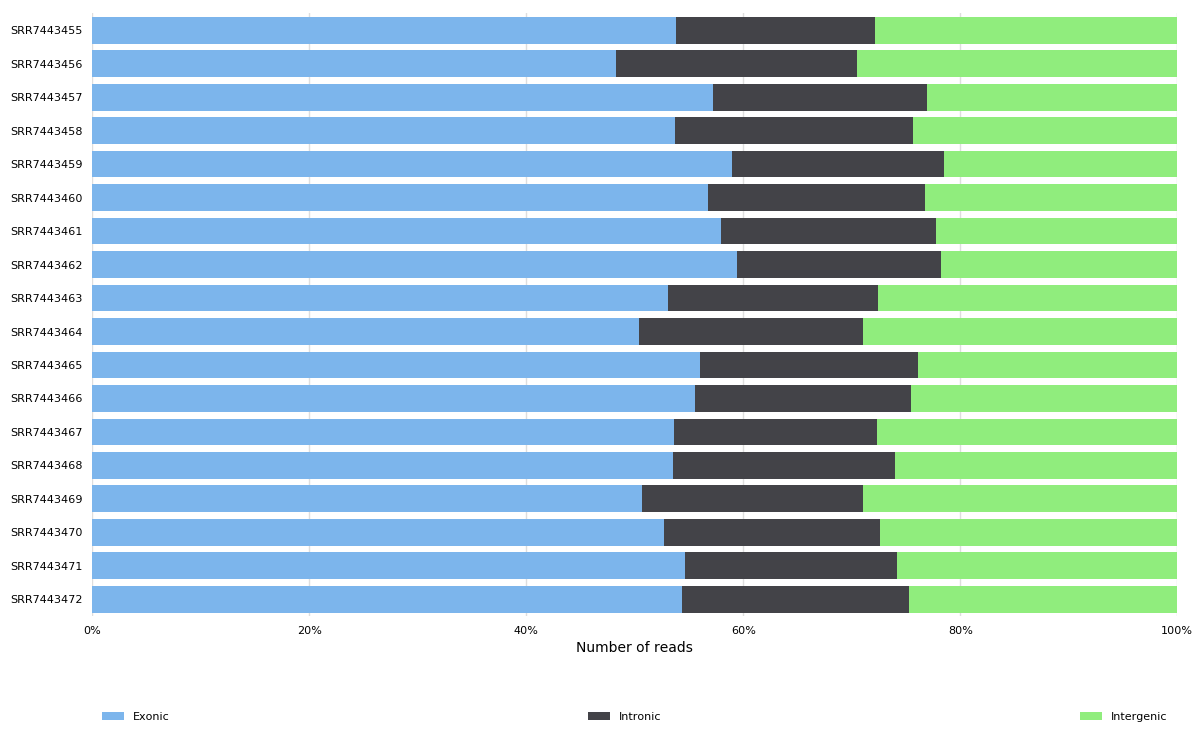 SRR7443455
SRR7443456
SRR7443457
SRR7443458
SRR7443459
SRR7443460
SRR7443461
SRR7443462
SRR7443463
SRR7443464
SRR7443465
SRR7443466
SRR7443467
SRR7443468
SRR7443469
SRR7443470
SRR7443471
SRR7443472
0% 20% 40% 60% 80% 100%
Number of reads
Exonic Intronic Intergenic